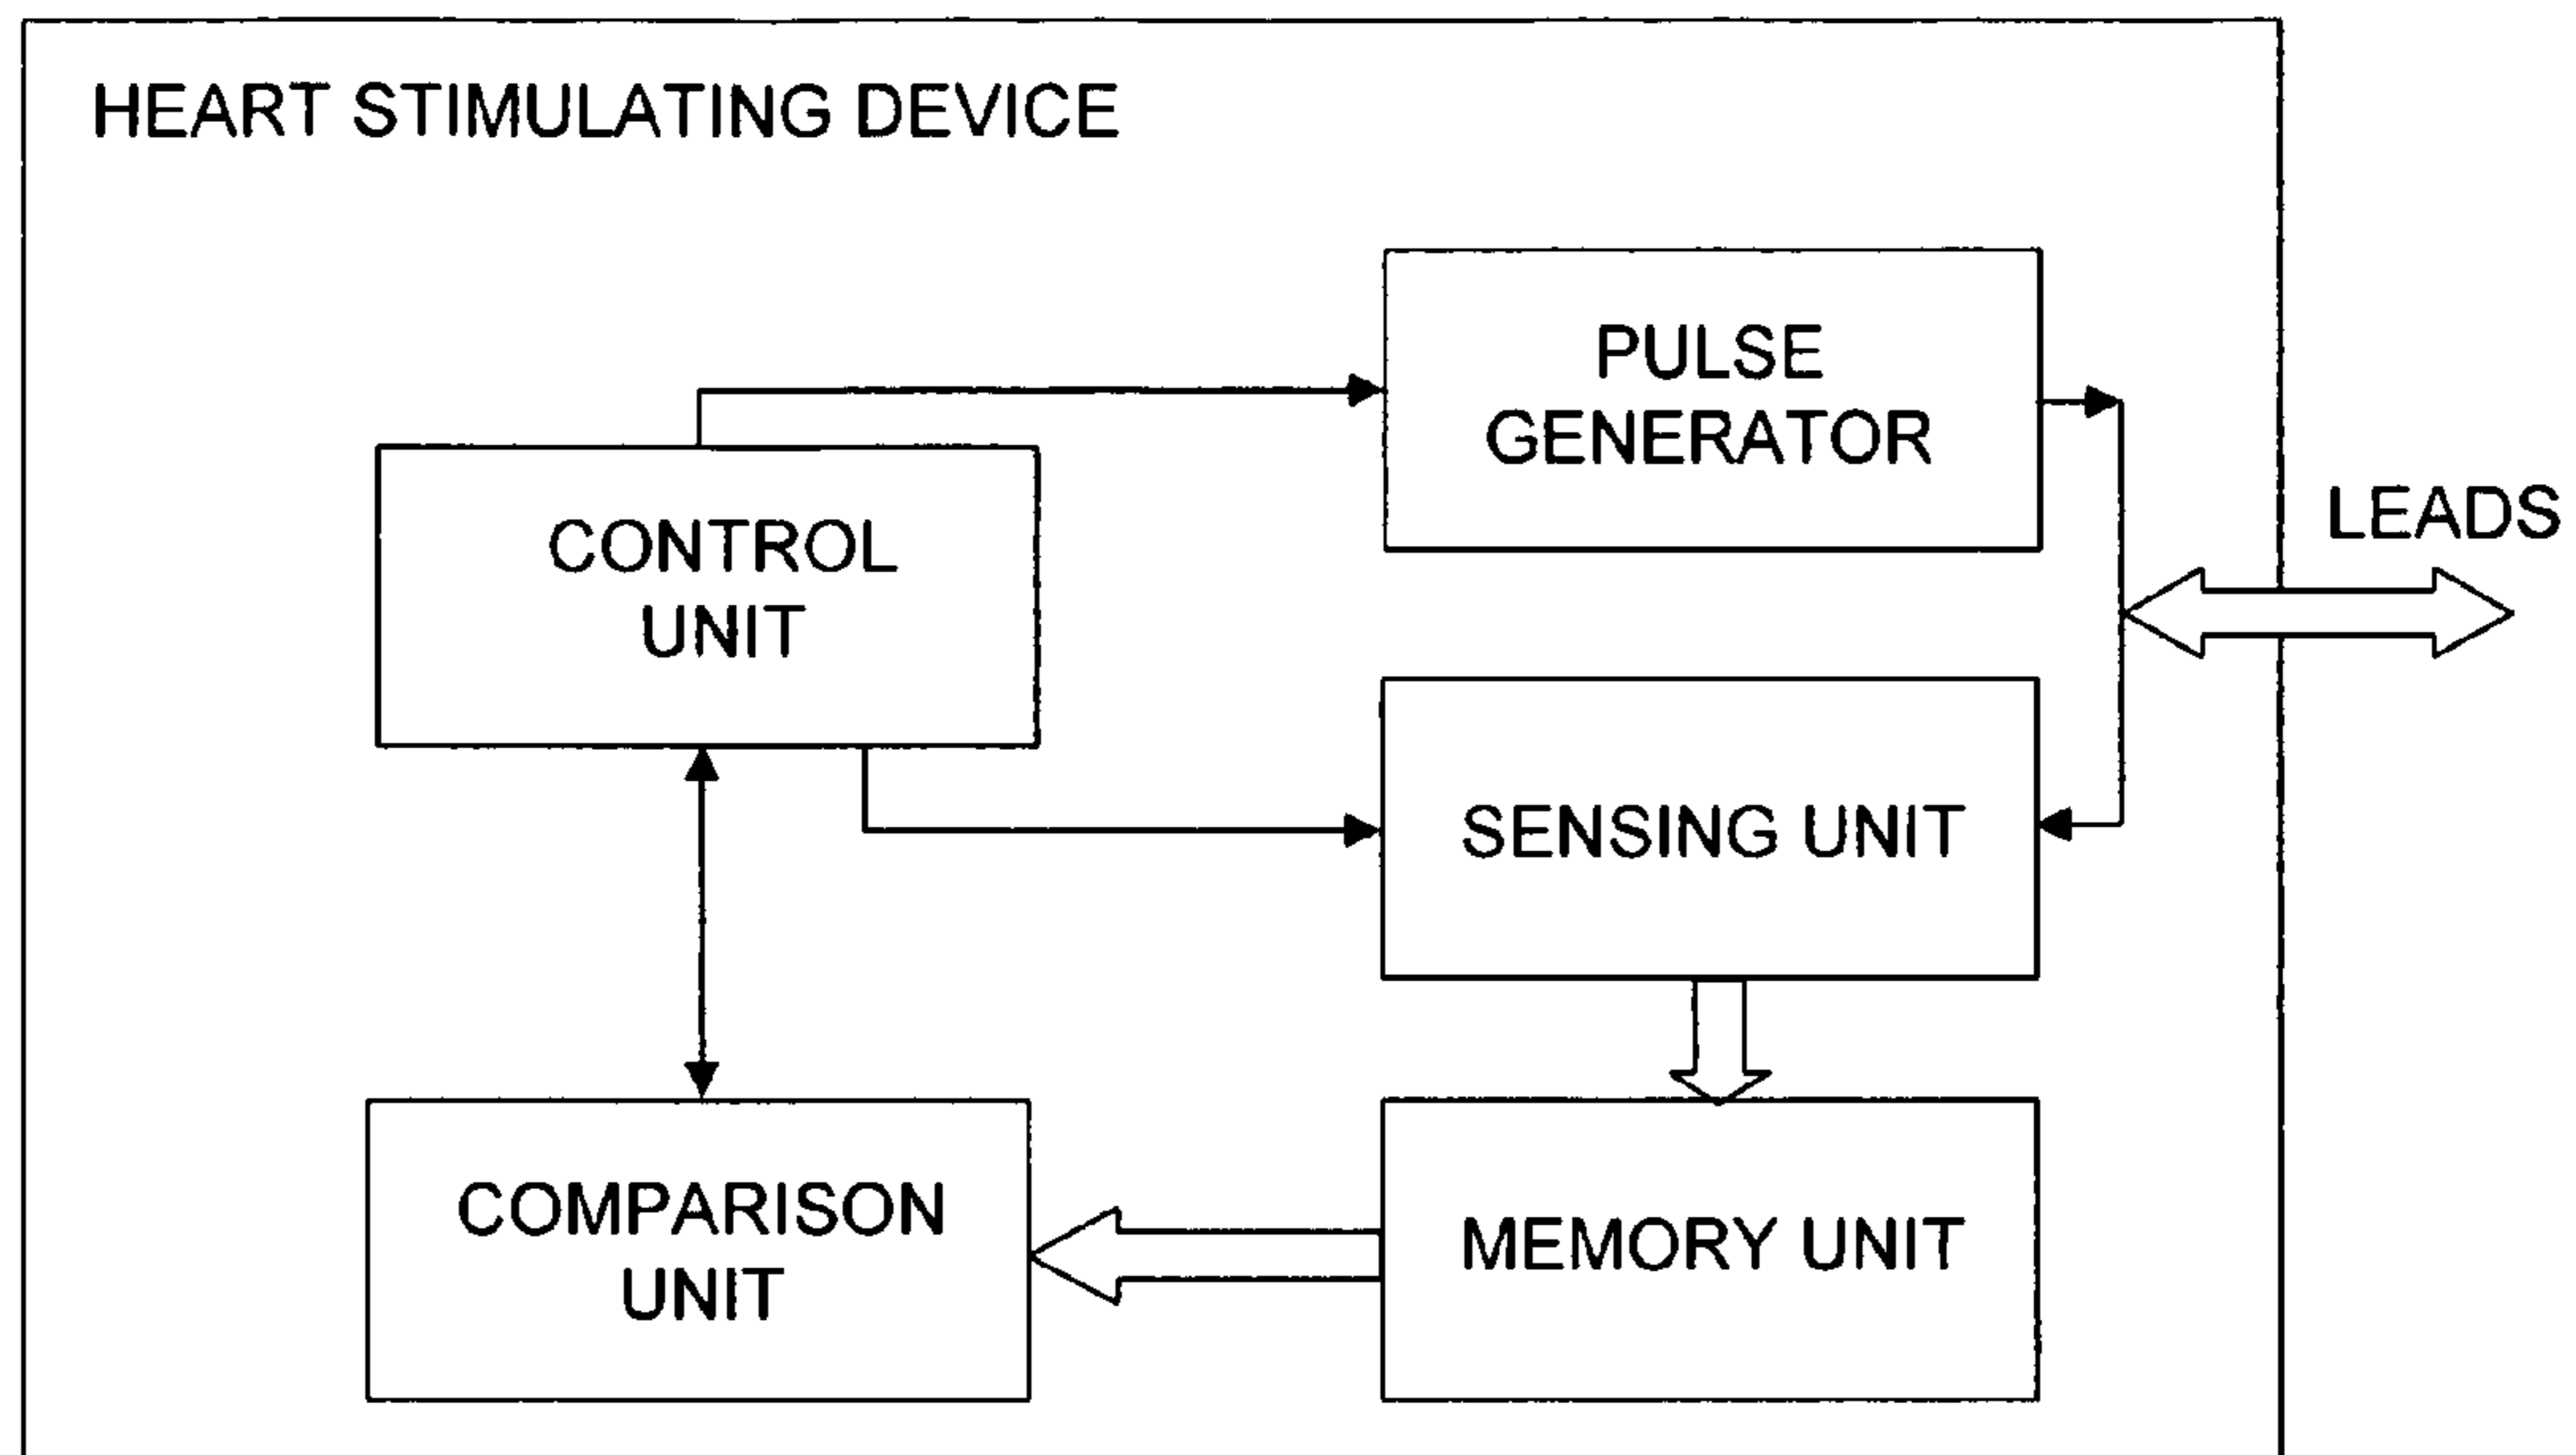 HEART STIMULATING DEVICE
PULSE
GENERATOR
LEADS
CONTROL
UNIT
SENSING UNIT
COMPARISON
UNIT
MEMORY UNIT